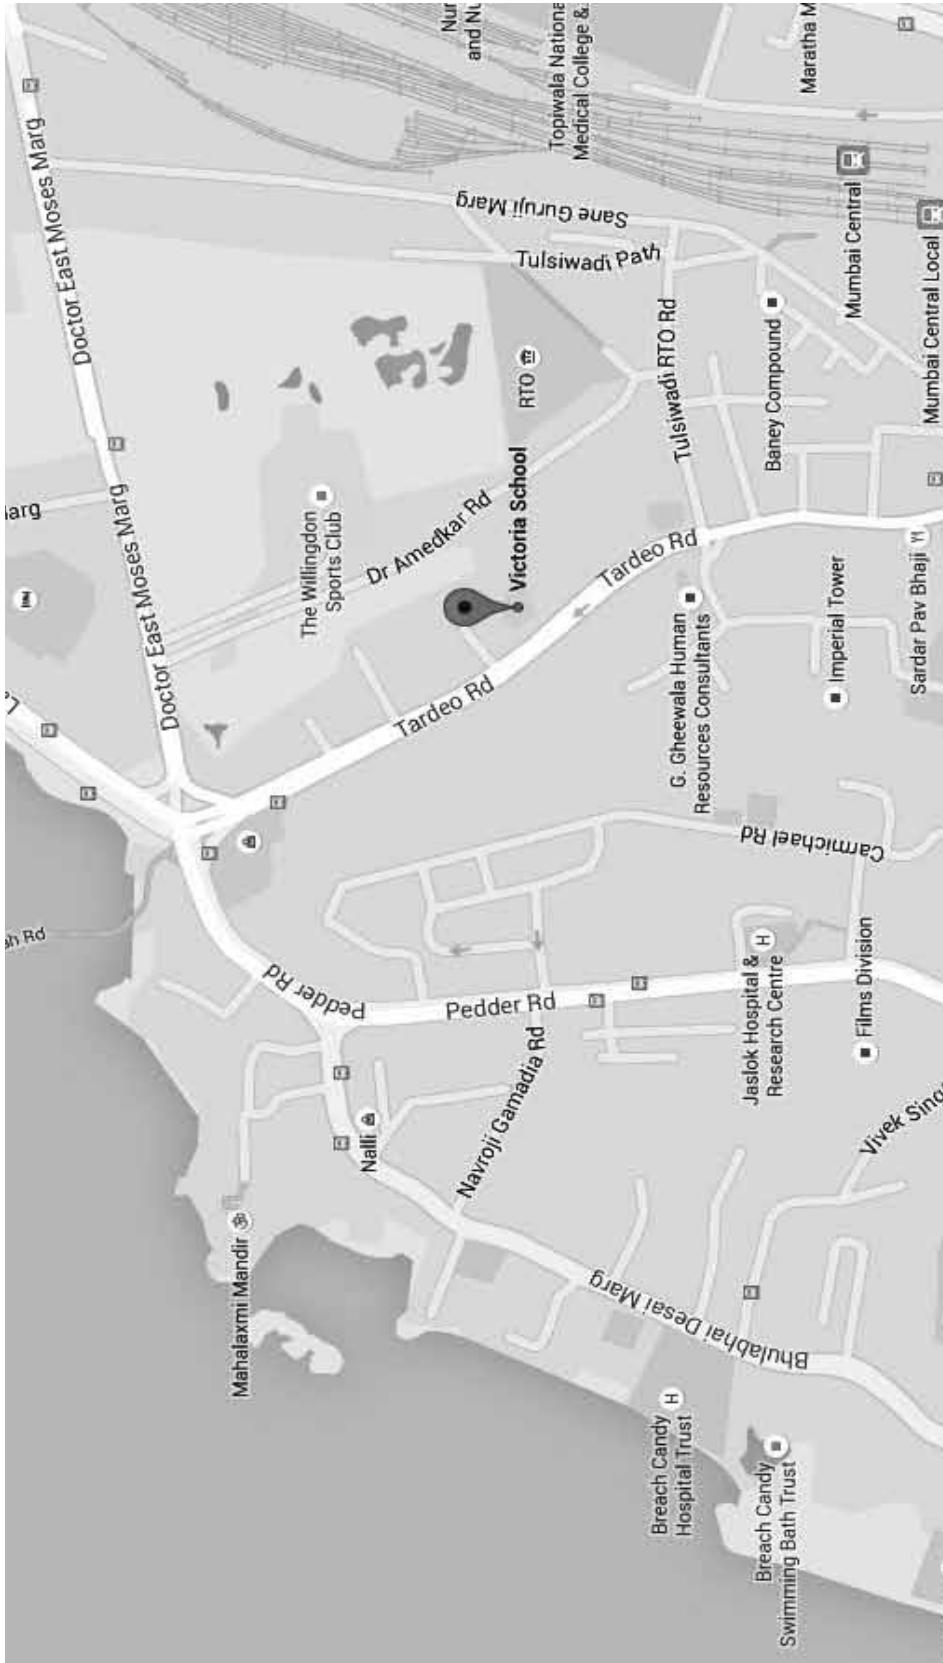 Doctor East Moses Marg
Doctor East Moses Marg
The Willingdon
Sports Club
Dr Amedkar Rd
RTO
Victoria School
Sane Guruji Marg
Tulsiwadi Path
Tulsiwadi RTO Rd
Topiwala Nationa
Medical College &
Maratha M
Mumbai Central
Mumbai Central Local
Baney Compound
Tardeo Rd
Tardeo Rd
G. Gheewala Human
Resources Consultants
Imperial Tower
Sardar Pav Bhaji
Carmichael Rd
Pedder Rd
Pedder Rd
Jaslok Hospital &
Research Centre
Films Division
Navroji Gamadia Rd
Nalli
Mahalaxmi Mandir
Bhulabhai Desai Marg
Vivek Sing
Breach Candy
Hospital Trust
Breach Candy
Swimming Bath Trust